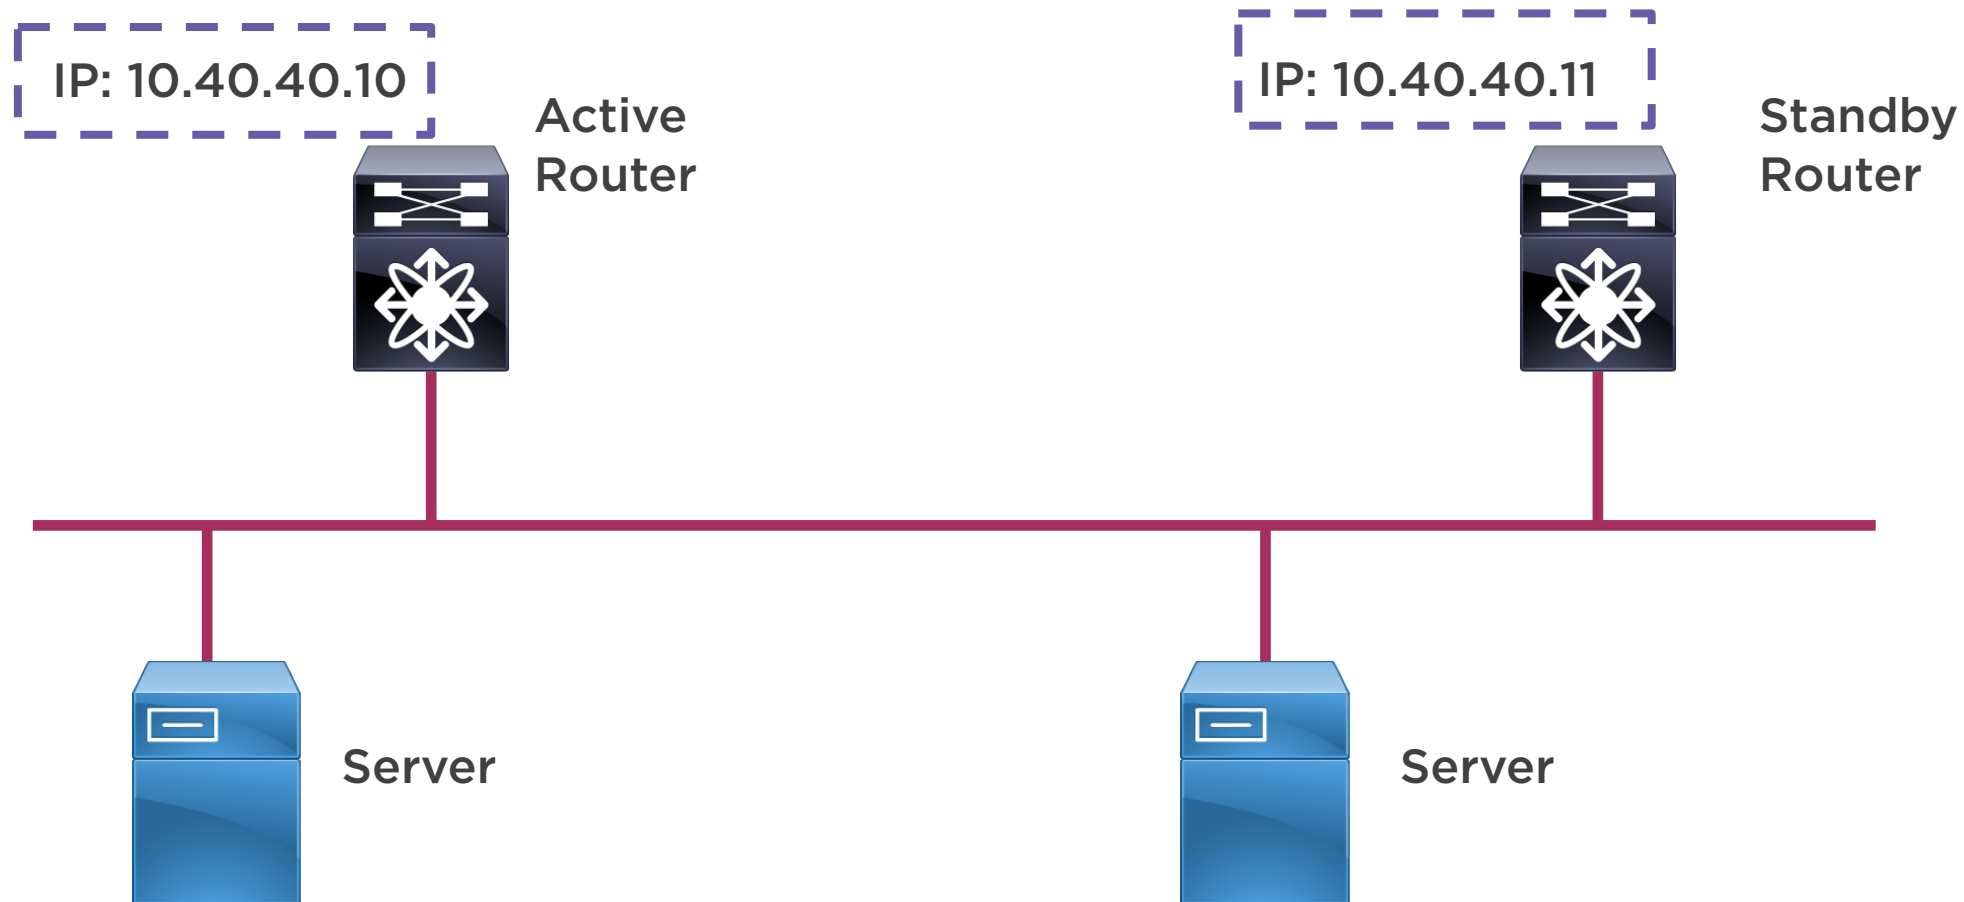 IP: 10.40.40.10
Active
Router
IP: 10.40.40.11
Standby
Router
Server
Server